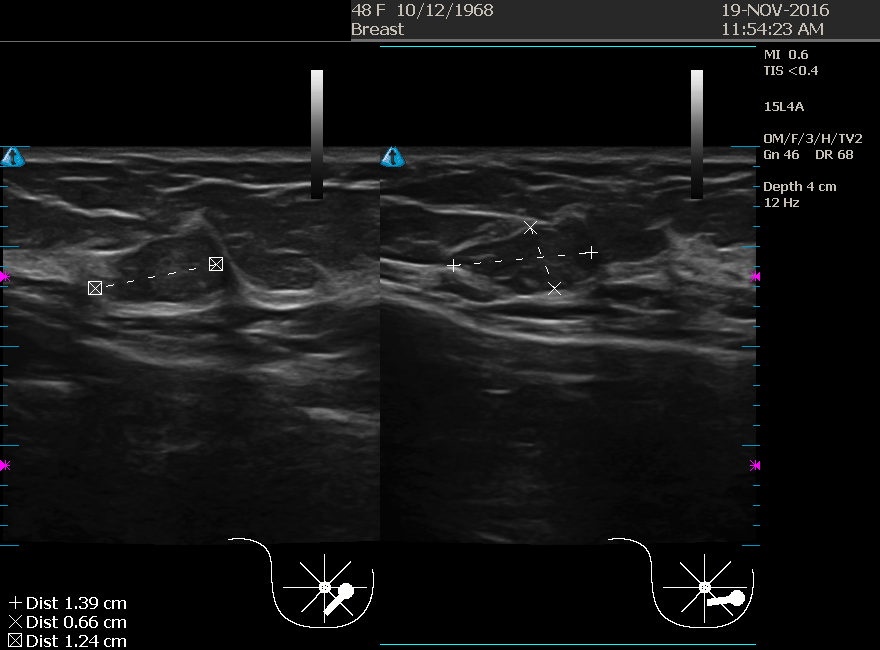 48 F 10/12/1968
19-NOV-2016
Breast
11:54:23 AM
MI 0.6
TIS <0.4
15L4A
OM/F/3/H/TV2
Gn 46 DR 68
Depth 4 cm
12 Hz
Dist 1.39 cm
Dist 0.66 cm
Dist 1.24 cm